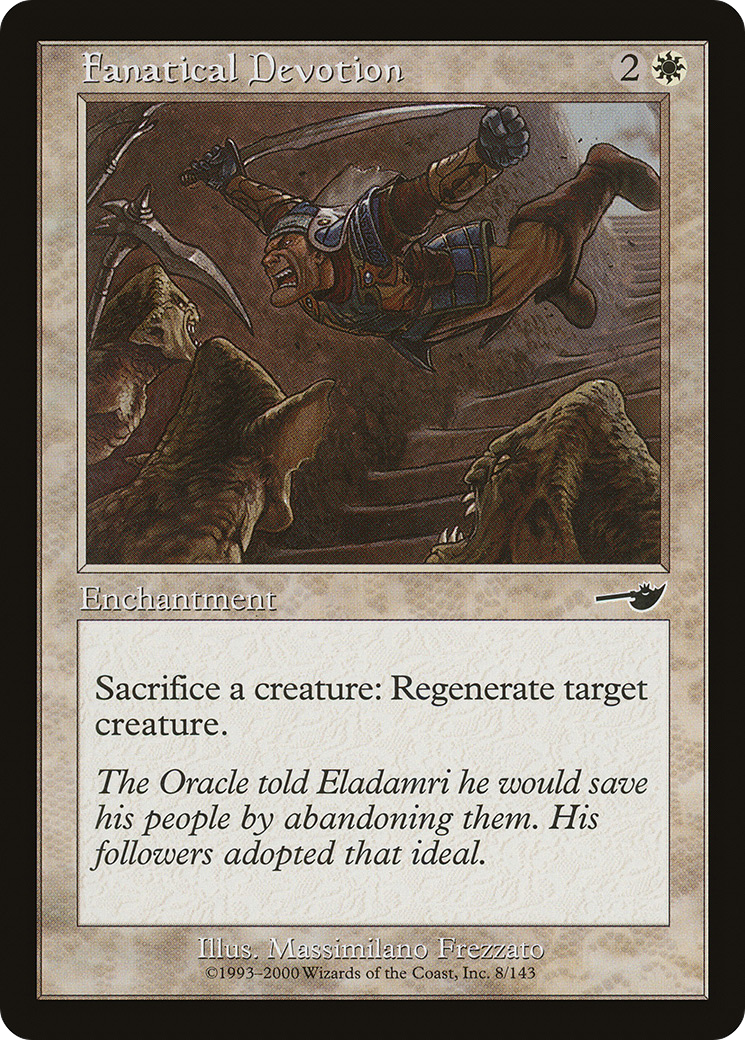 Fanatical Devotion 2
Enchantment
Sacrifice a creature: Regenerate target
creature.
The Oracle told Eladamri he would save
his people by abandoning them. His
followers adopted that ideal.
Illus. Massimilano Frezzato
©1993–2000 Wizards of the Coast, Inc. 8/143